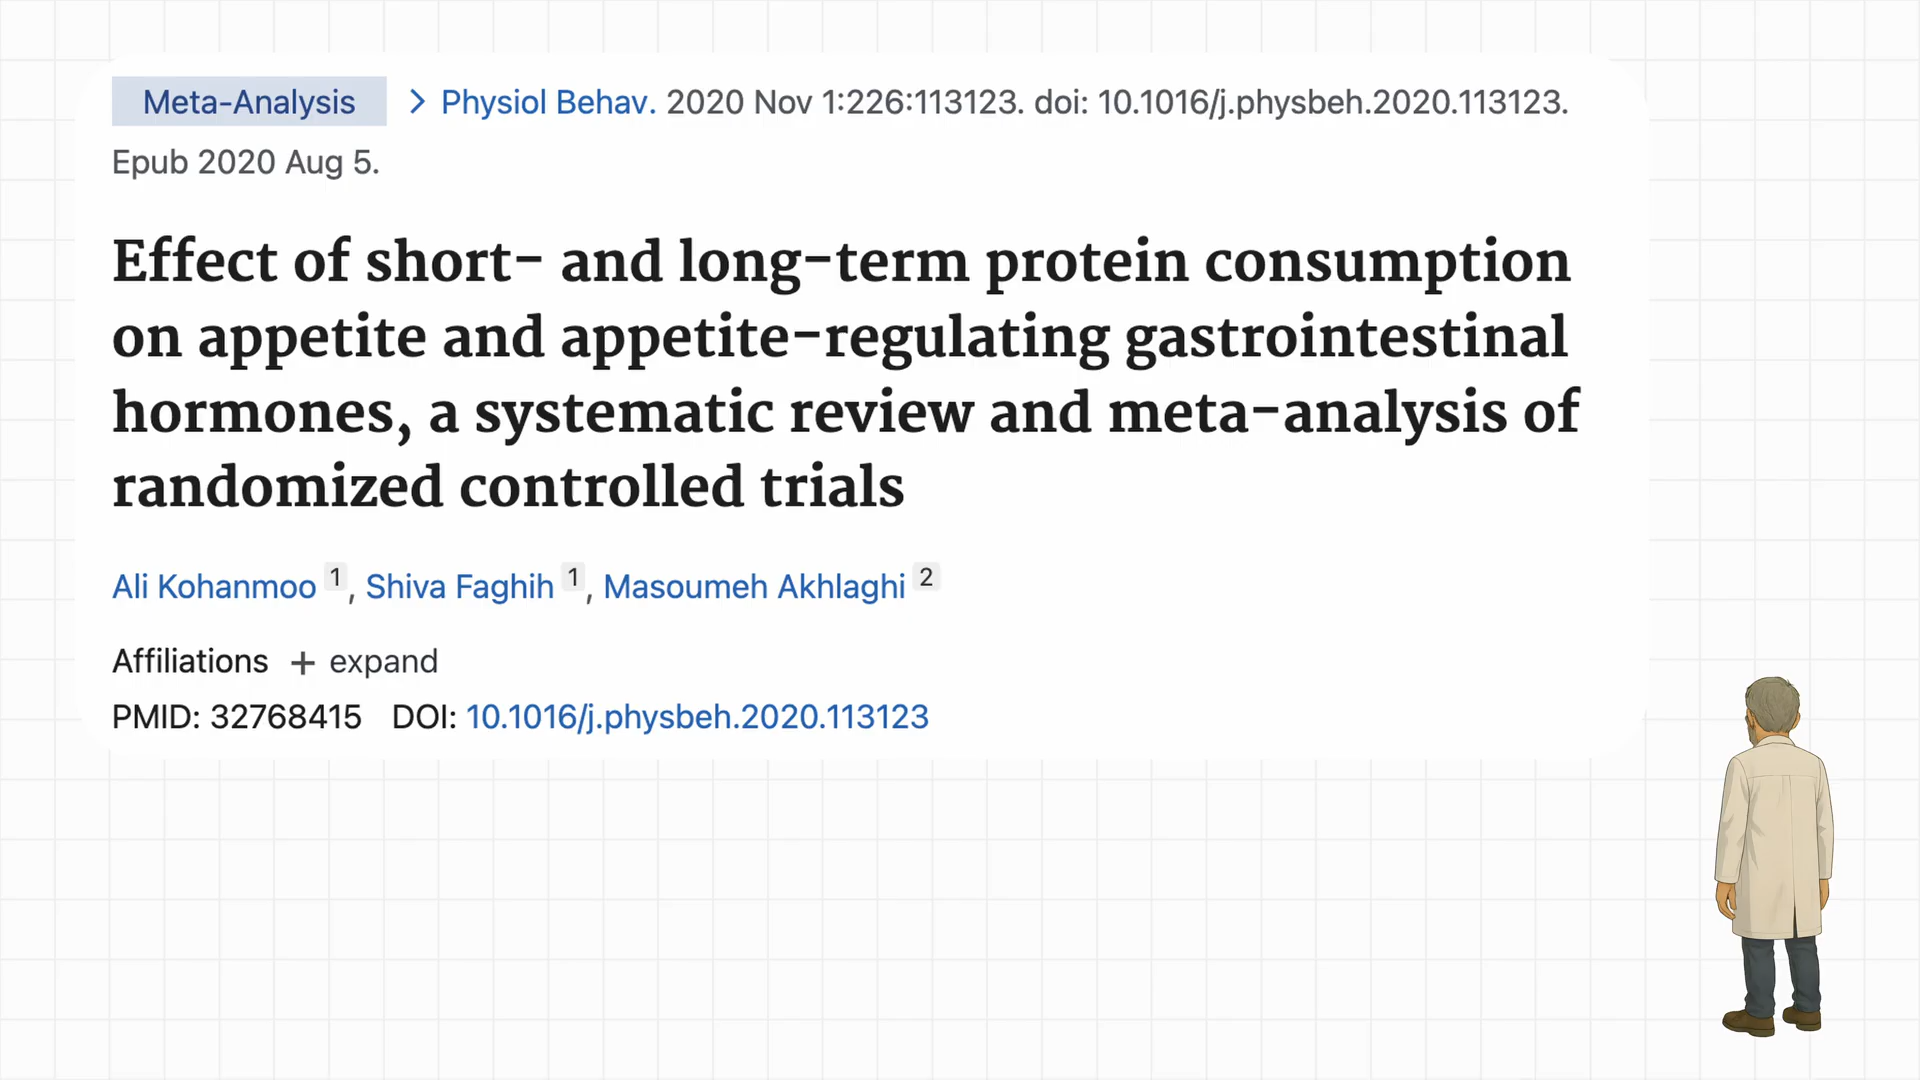 Meta-Analysis > Physiol Behav. 2020 Nov 1:226:113123. doi: 10.1016/j.physbeh.2020.113123.
Epub 2020 Aug 5.
Effect of short- and long-term protein consumption
on appetite and appetite-regulating gastrointestinal
hormones, a systematic review and meta-analysis of
randomized controlled trials
Ali Kohanmoo 1, Shiva Faghih 1, Masoumeh Akhlaghi 2
Affiliations + expand
PMID: 32768415 DOI: 10.1016/j.physbeh.2020.113123